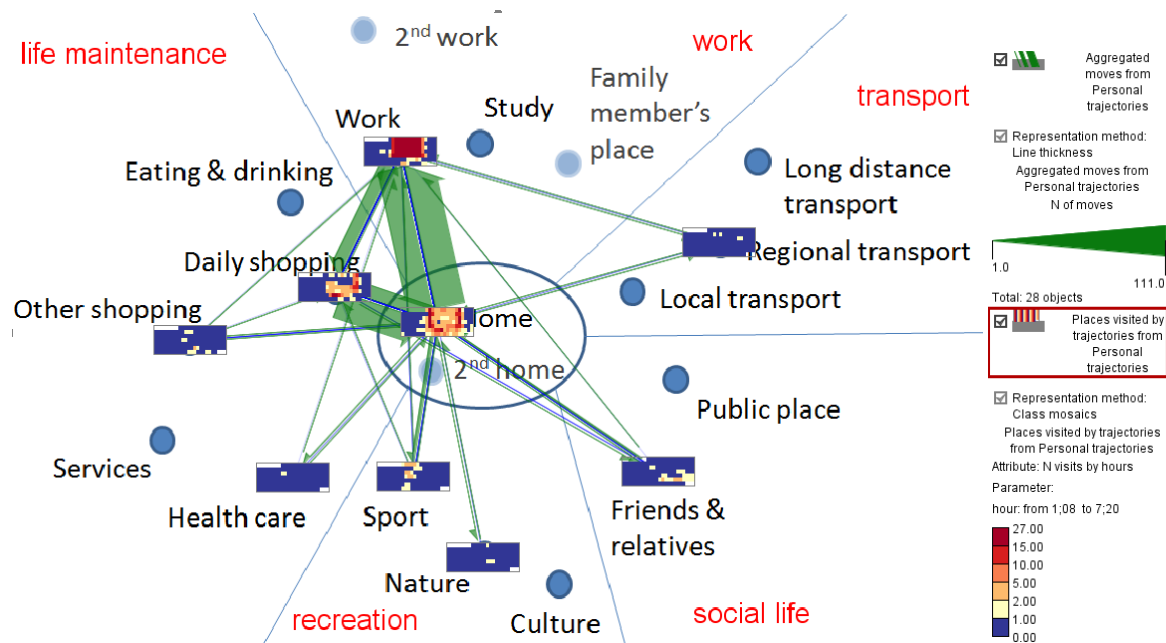 life maintenance
2nd work
work
transport
Family
member's
place
Study
Work
Eating & drinking
Long distance
transport
Daily shopping
Regional transport
Other shopping
Local transport
ome
2nd home
Public place
Services
Health care
Sport
Friends &
relatives
Nature
Culture
recreation
social life
Aggregated
moves from
Personal
trajectories
Representation method:
Line thickness
Aggregated moves from
Personal trajectories
N of moves
1.0
111.0
Total: 28 objects
Places visited by
trajectories from
Personal
trajectories
Representation method:
Class mosaics
Places visited by trajectories
from Personal trajectories
Attribute: N visits by hours
Parameter:
hour: from 1;08 to 7;20
27.00
15.00
10.00
5.00
2.00
1.00
0.00